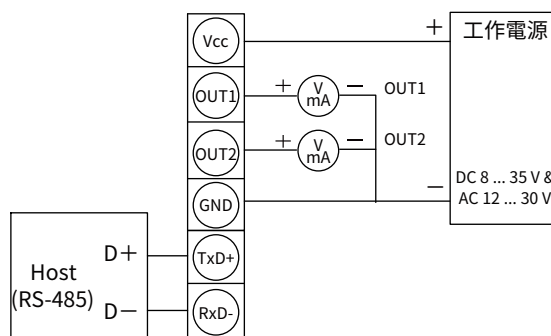 Vcc
+
工作電源
OUT1
+
V
mA
−
OUT1
OUT2
+
V
mA
−
OUT2
GND
−
DC 8 ... 35 V &
AC 12 ... 30 V
Host
(RS-485)
D+
TxD+
D−
RxD-